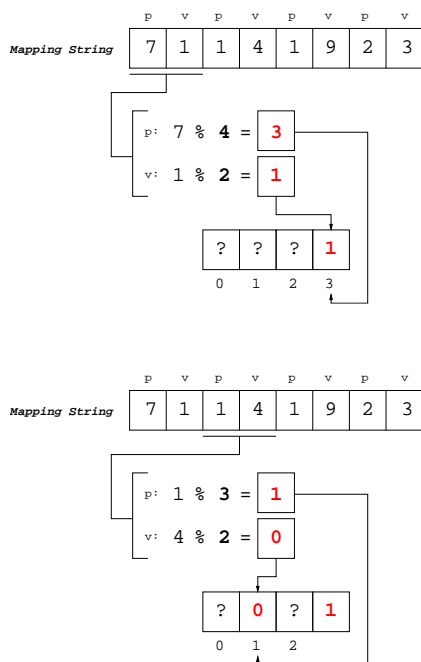 p v p v p v p v
Mapping String 7 1 1 4 1 9 2 3
p: 7 % 4 = 3
v: 1 % 2 = 1
? ? ? 1
0 1 2 3
p v p v p v p v
Mapping String 7 1 1 4 1 9 2 3
p: 1 % 3 = 1
v: 4 % 2 = 0
? 0 ? 1
0 1 2